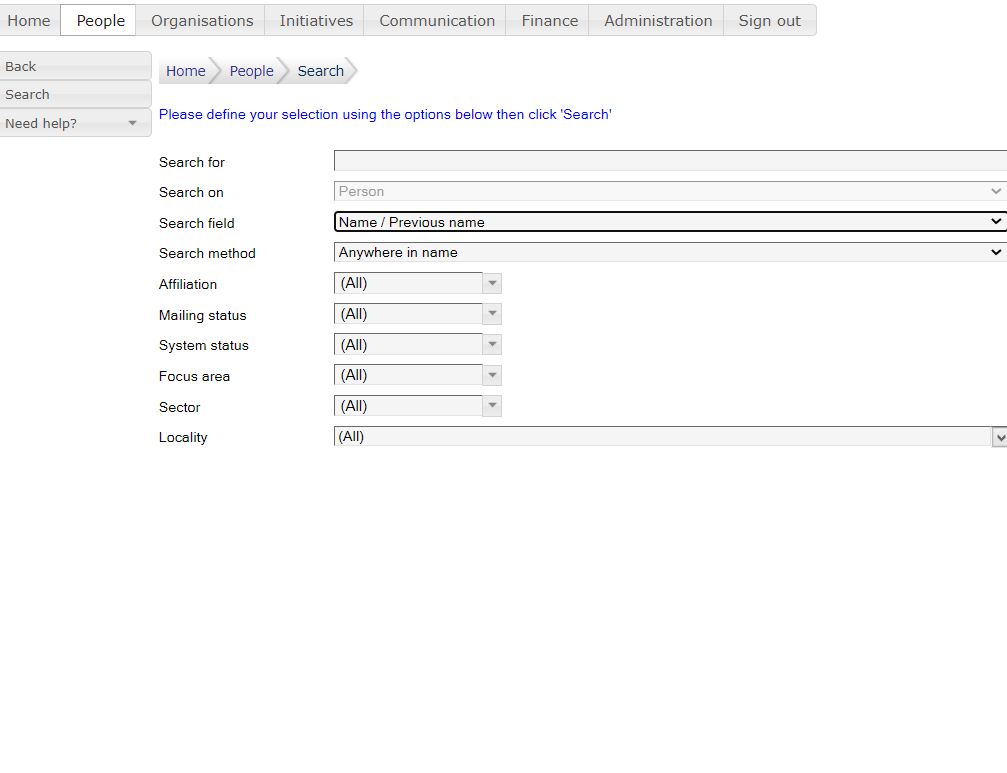 Home People Organisations Initiatives Communication Finance Administration Sign out
Back
Search
Need help?
Home People Search
Please define your selection using the options below then click 'Search'
Search for
Search on Person
Search field Name / Previous name
Search method Anywhere in name
Affiliation (All)
Mailing status (All)
System status (All)
Focus area (All)
Sector (All)
Locality (All)